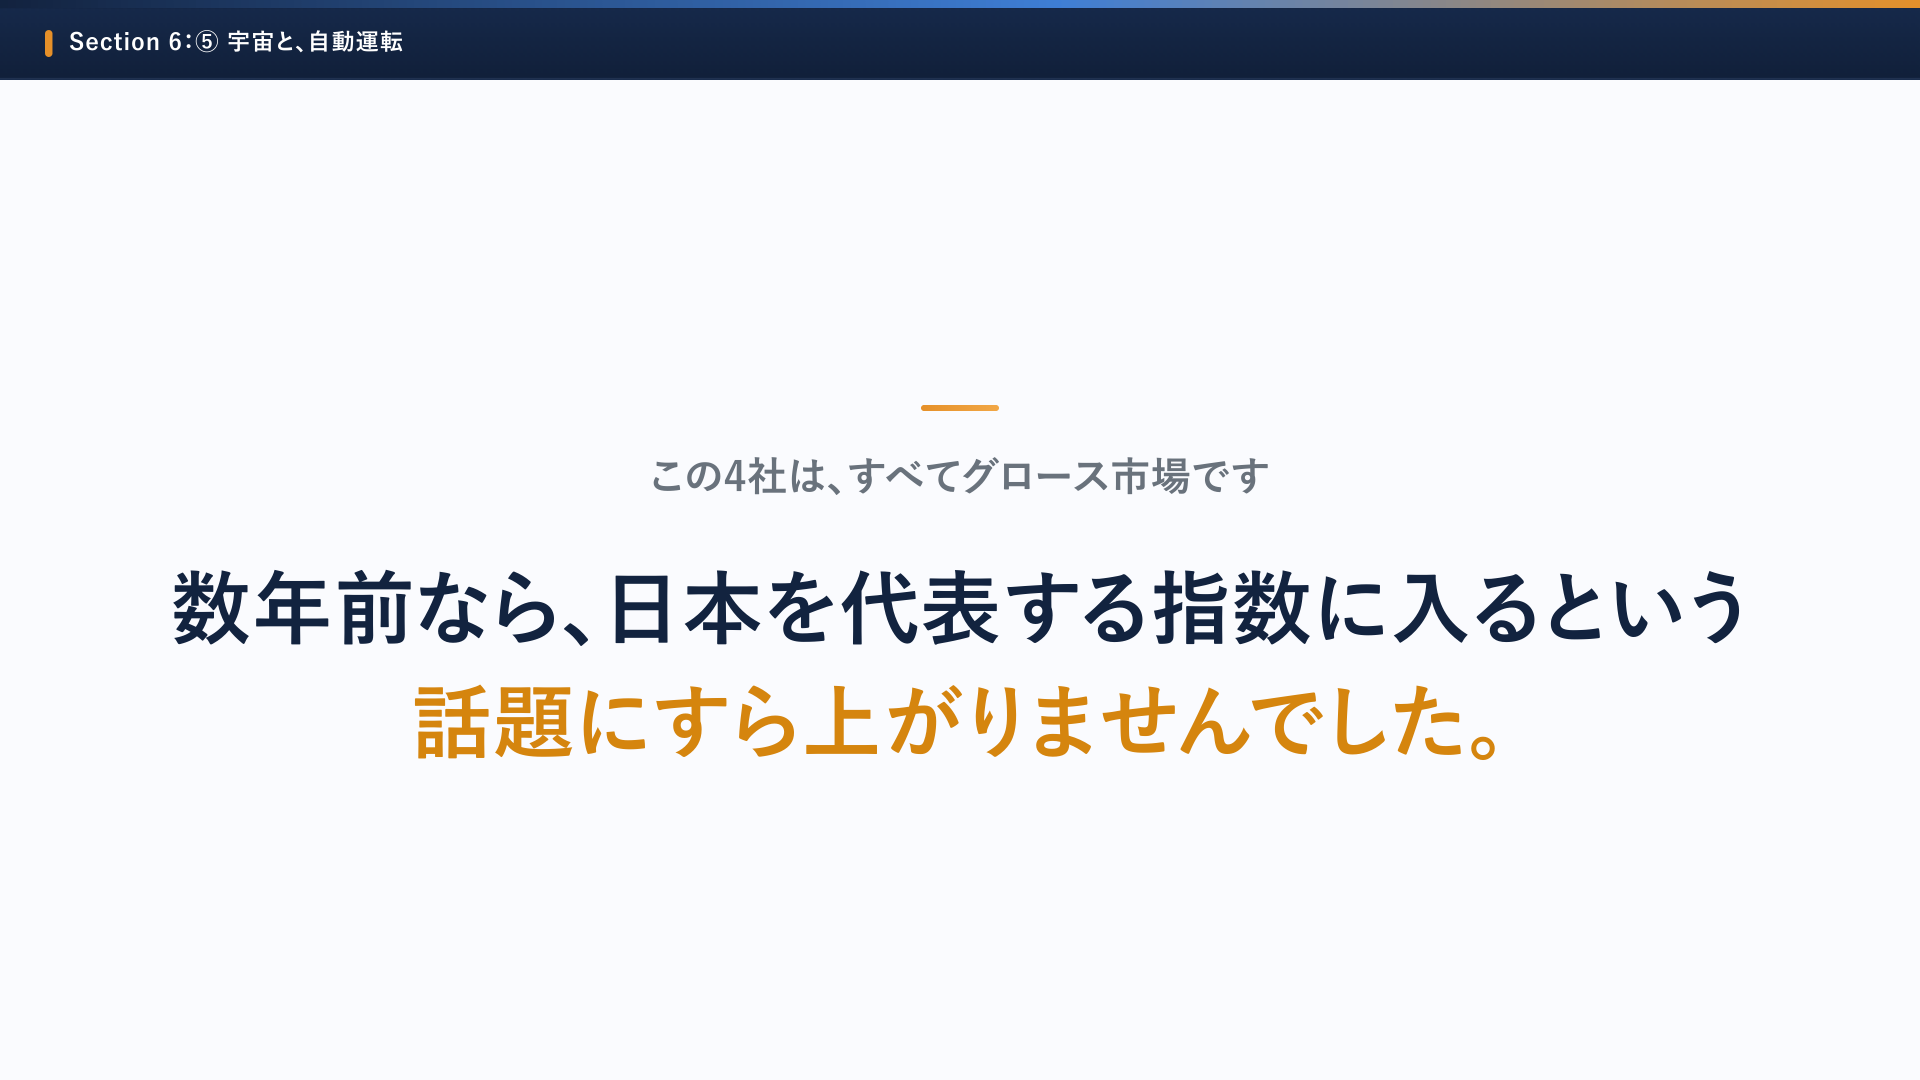 Section 6：⑤ 宇宙と、自動運転
この4社は、すべてグロース市場です
数年前なら、日本を代表する指数に入るという
話題にすら上がりませんでした。